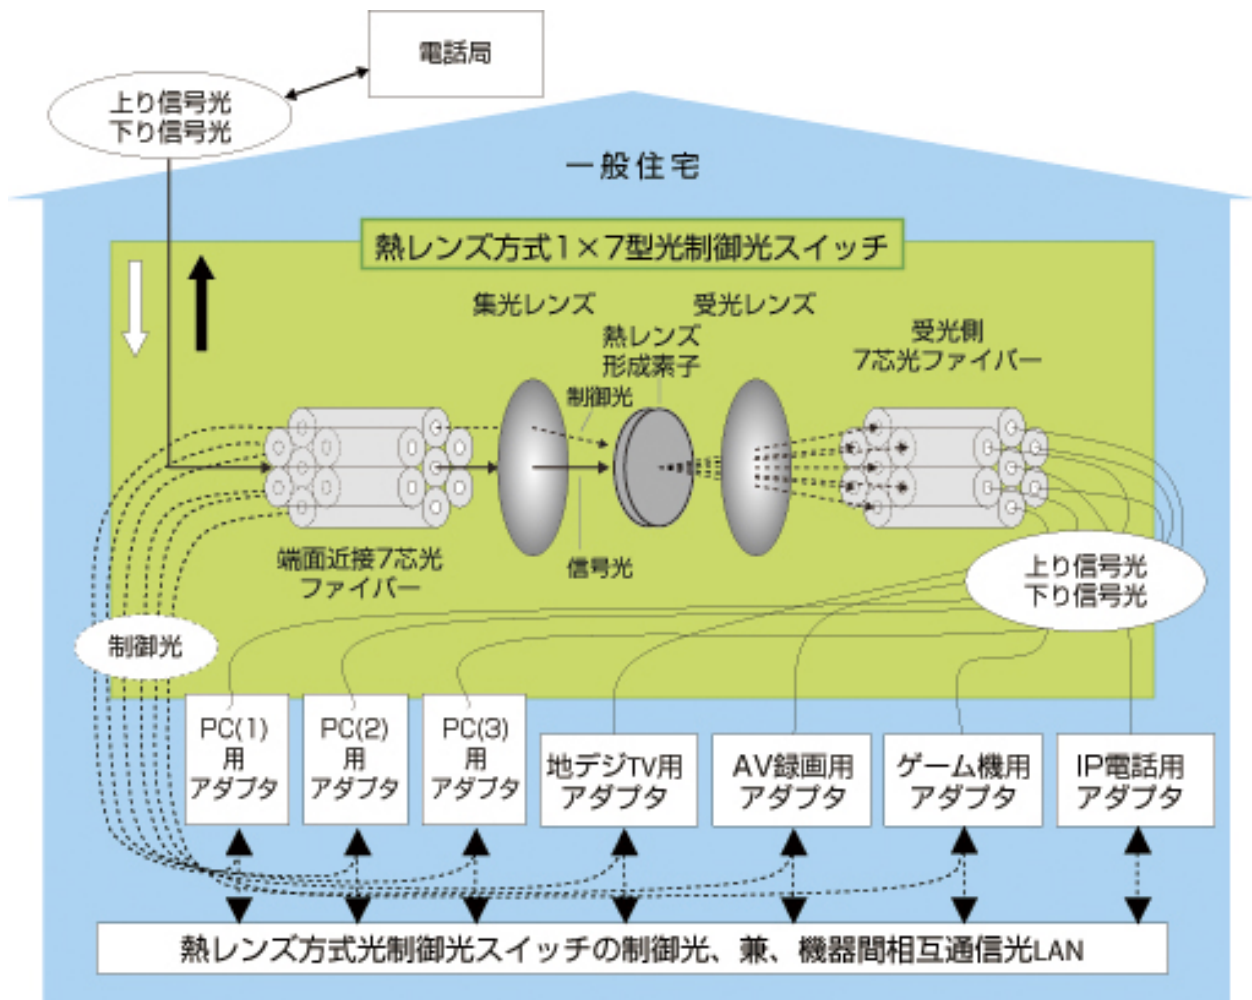 電話局
上り信号光
下り信号光
一般住宅
熱レンズ方式1×7型光制御光スイッチ
集光レンズ
受光レンズ
熱レンズ
形成素子
受光側
7芯光ファイバー
制御光
信号光
端面近接7芯光
ファイバー
上り信号光
下り信号光
制御光
PC(1)
用
アダプタ
PC(2)
用
アダプタ
PC(3)
用
アダプタ
地デジTV用
アダプタ
AV録画用
アダプタ
ゲーム機用
アダプタ
IP電話用
アダプタ
熱レンズ方式光制御光スイッチの制御光、兼、機器間相互通信光LAN